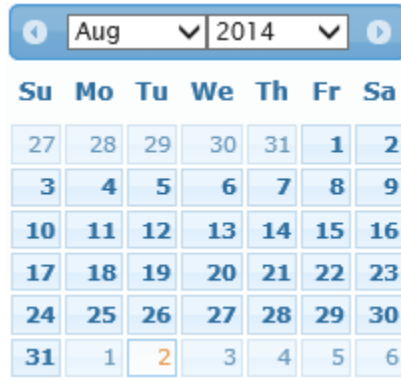 Aug 2014
Su Mo Tu We Th Fr Sa
27 28 29 30 31 1 2
3 4 5 6 7 8 9
10 11 12 13 14 15 16
17 18 19 20 21 22 23
24 25 26 27 28 29 30
31 1 2 3 4 5 6